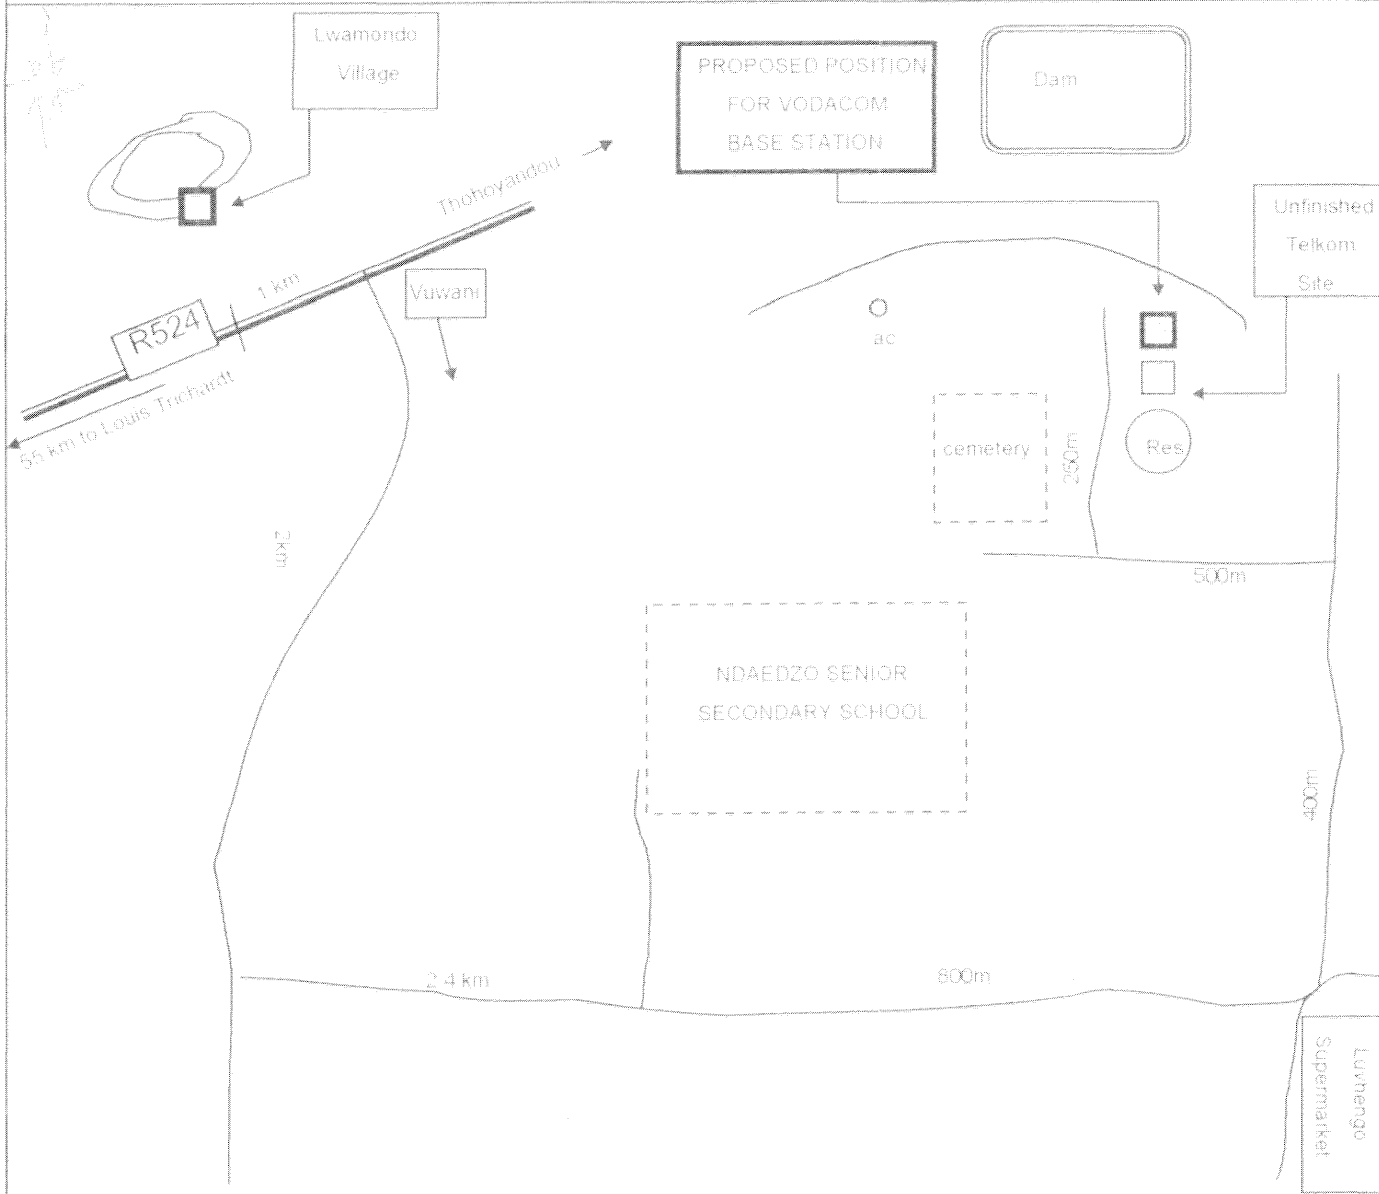 Lwamondo
Village
PROPOSED POSITION
FOR VODACOM
BASE STATION
Dam
Unfinished
Telkom
Site
Thohoyandou
1 km
Vuwani
R524
55 km to Louis Trichardt
ac
cemetery
250m
Res
2km
500m
NDAEDZO SENIOR
SECONDARY SCHOOL
400m
2.4 km
600m
Luvhengo
Supermarket